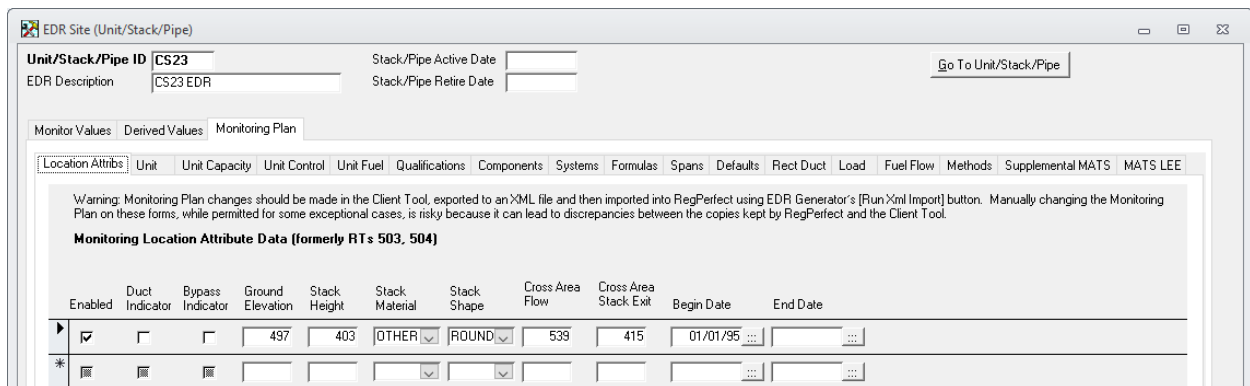 EDR Site (Unit/Stack/Pipe)
Unit/Stack/Pipe ID CS23 Stack/Pipe Active Date Go To Unit/Stack/Pipe
EDR Description CS23 EDR Stack/Pipe Retire Date
Monitor Values Derived Values Monitoring Plan
Location Attribs Unit Unit Capacity Unit Control Unit Fuel Qualifications Components Systems Formulas Spans Defaults Rect Duct Load Fuel Flow Methods Supplemental MATS MATS LEE
Warning: Monitoring Plan changes should be made in the Client Tool, exported to an XML file and then imported into RegPerfect using EDR Generator's [Run Xml Import] button. Manually changing the Monitoring
Plan on these forms, while permitted for some exceptional cases, is risky because it can lead to discrepancies between the copies kept by RegPerfect and the Client Tool.
Monitoring Location Attribute Data (formerly RTs 503, 504)
Enabled Duct Indicator Bypass Indicator Ground Elevation Stack Height Stack Material Stack Shape Cross Area Flow Cross Area Stack Exit Begin Date End Date
497 403 OTHER ROUND 539 415 01/01/95 ...
*